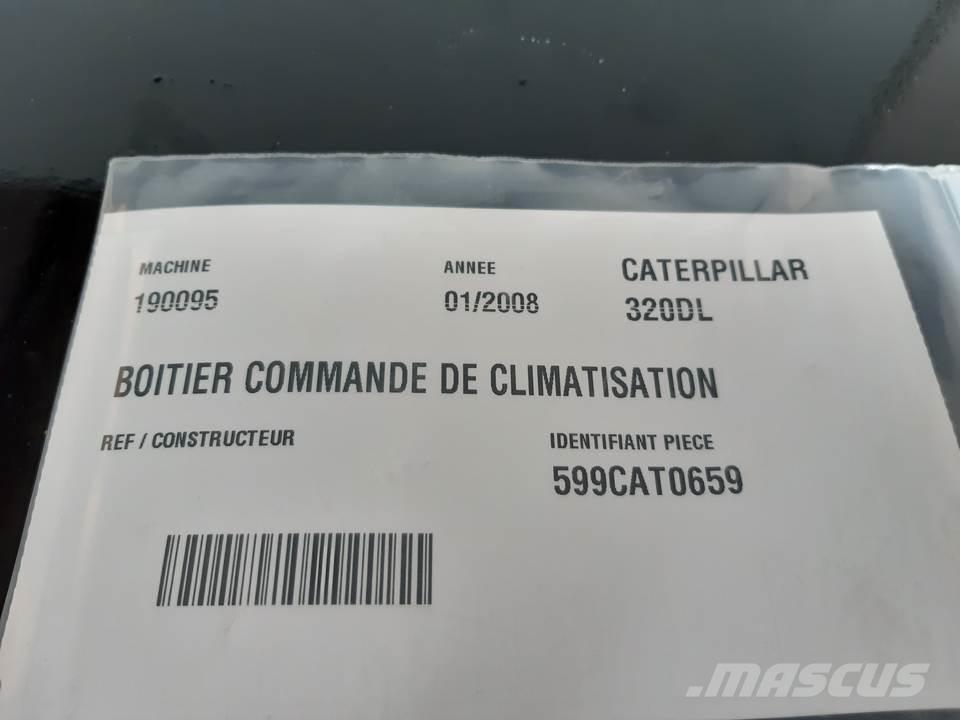 MACHINE ANNEE CATERPILLAR
190095 01/2008 320DL
BOITIER COMMANDE DE CLIMATISATION
REF / CONSTRUCTEUR IDENTIFIANT PIECE
599CAT0659
.MASCUS